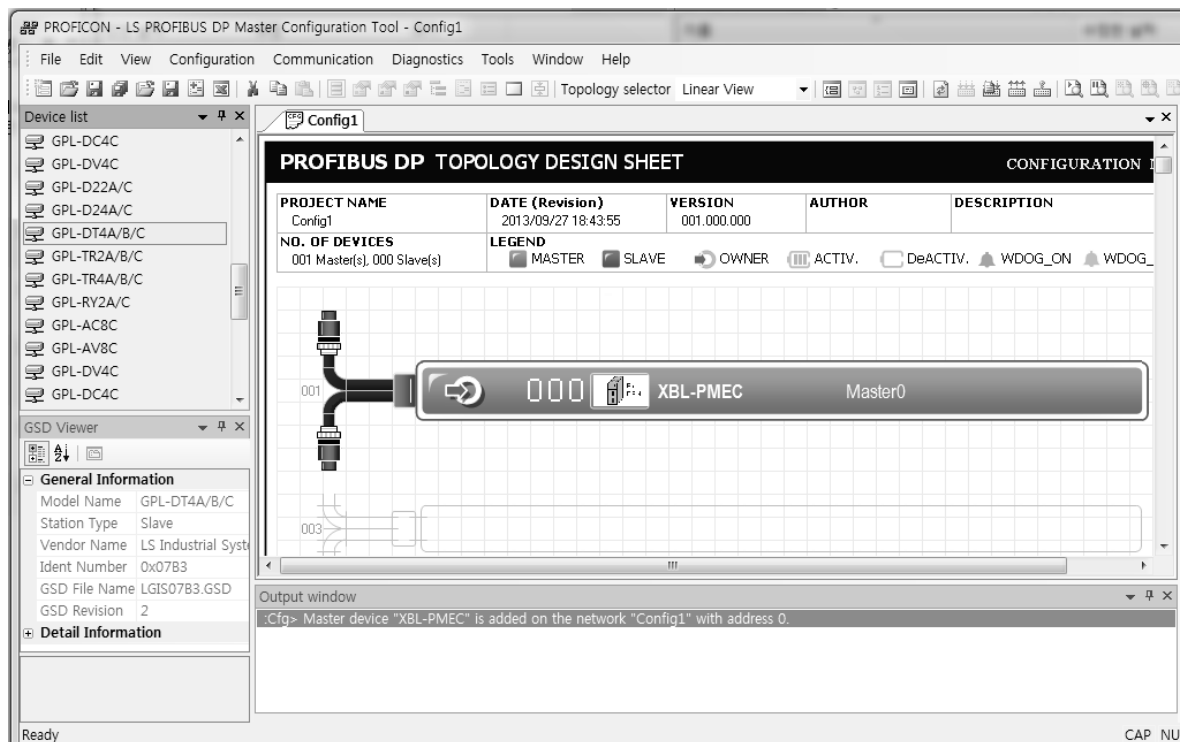 PROFICON - LS PROFIBUS DP Master Configuration Tool - Config1
File Edit View Configuration Communication Diagnostics Tools Window Help
Topology selector Linear View
Device list
GPL-DC4C
GPL-DV4C
GPL-D22A/C
GPL-D24A/C
GPL-DT4A/B/C
GPL-TR2A/B/C
GPL-TR4A/B/C
GPL-RY2A/C
GPL-AC8C
GPL-AV8C
GPL-DV4C
GPL-DC4C
GSD Viewer
General Information
Model Name GPL-DT4A/B/C
Station Type Slave
Vendor Name LS Industrial Syst
Ident Number 0x07B3
GSD File Name LGIS07B3.GSD
GSD Revision 2
Detail Information
Config1
PROFIBUS DP TOPOLOGY DESIGN SHEET
CONFIGURATION
PROJECT NAME
Config1
DATE (Revision)
2013/09/27 18:43:55
VERSION
001.000.000
AUTHOR
DESCRIPTION
NO. OF DEVICES
001 Master(s), 000 Slave(s)
LEGEND
MASTER SLAVE OWNER ACTIV. DeACTIV. WDOG_ON WDOG_
001
000 XBL-PMEC Master0
003
Output window
:Cfg> Master device "XBL-PMEC" is added on the network "Config1" with address 0.
Ready
CAP NU